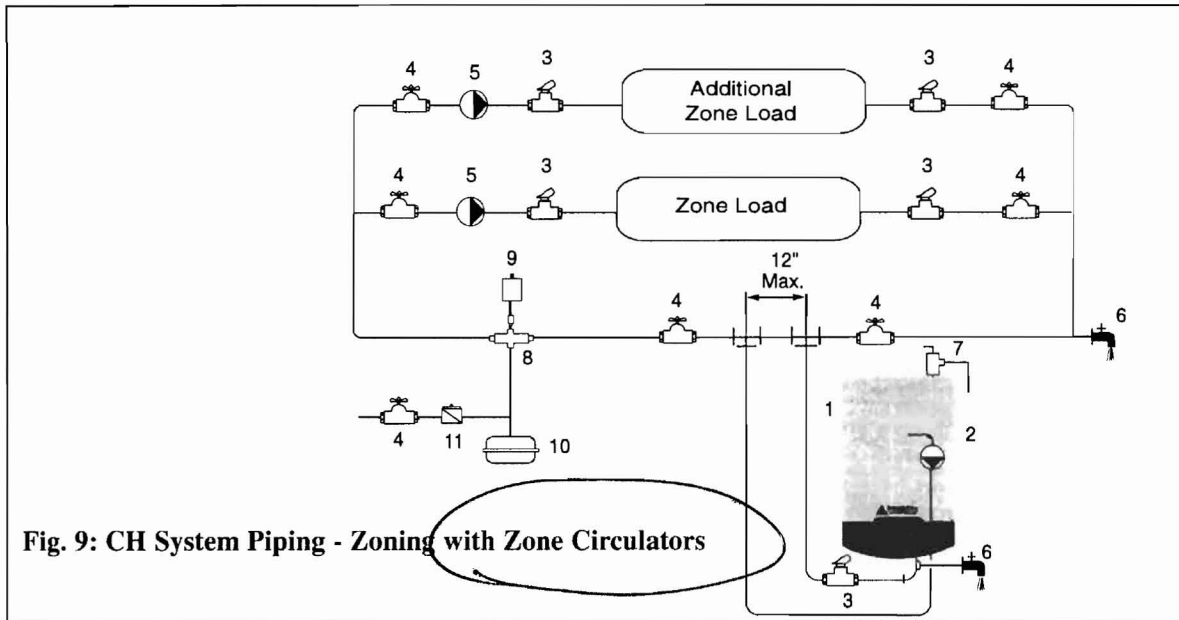 4 5 3 3 4
Additional
Zone Load
4 5 3 3 4
Zone Load
9 12"
Max.
4 4 6
8 7
1
2
4 11 10
Fig. 9: CH System Piping - Zoning with Zone Circulators
6
3